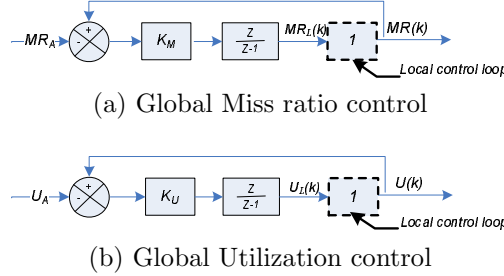 MR_A
+
-
K_M
Z
Z-1
MR_L(k)
1
MR(k)
Local control loop
(a) Global Miss ratio control
U_A
+
-
K_U
Z
Z-1
U_L(k)
1
U(k)
Local control loop
(b) Global Utilization control